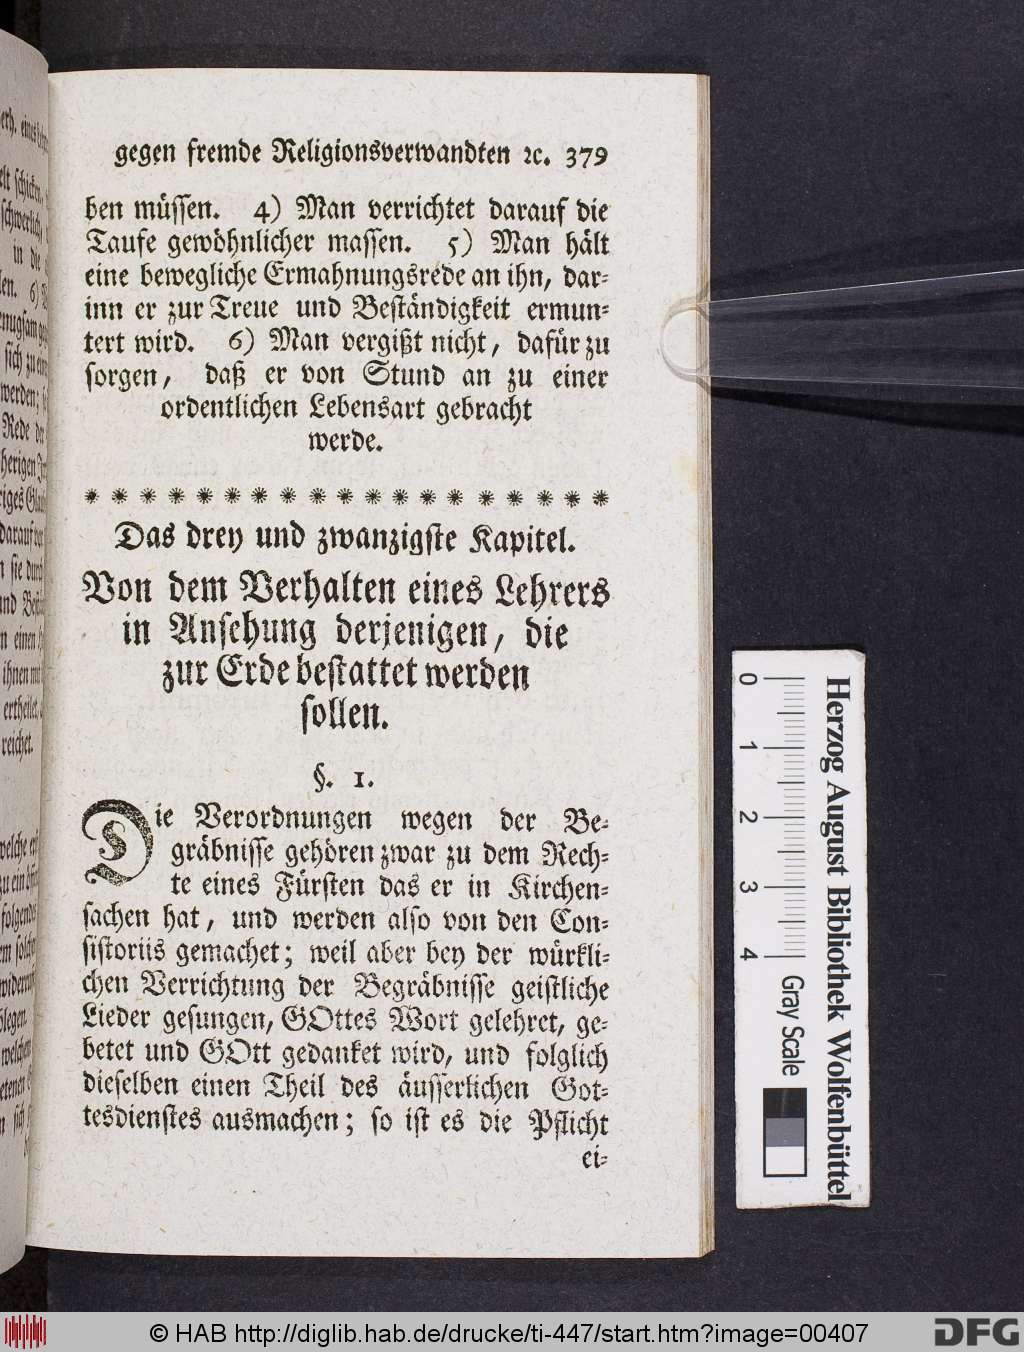 gegen fremde Religionsverwandten ꝛc. 379
ben müssen. 4) Man verrichtet darauf die
Taufe gewöhnlicher massen. 5) Man hält
eine bewegliche Ermahnungsrede an ihn, dar-
inn er zur Treue und Beständigkeit ermun-
tert wird. 6) Man vergißt nicht, dafür zu
sorgen, daß er von Stund an zu einer
ordentlichen Lebensart gebracht
werde.
* * * * * * * * * * * * * * * * * * *
Das drey und zwanzigste Kapitel.
Von dem Verhalten eines Lehrers
in Ansehung derjenigen, die
zur Erde bestattet werden
sollen.
§. 1.
Die Verordnungen wegen der Be-
gräbnisse gehören zwar zu dem Rech-
te eines Fürsten das er in Kirchen-
sachen hat, und werden also von den Con-
sistoriis gemachet; weil aber bey der würkli-
chen Verrichtung der Begräbnisse geistliche
Lieder gesungen, GOttes Wort gelehret, ge-
betet und GOtt gedanket wird, und folglich
dieselben einen Theil des äusserlichen Got-
tesdienstes ausmachen; so ist es die Pflicht
ei-
Herzog August Bibliothek Wolfenbüttel
0 1 2 3 4
Gray Scale
© HAB http://diglib.hab.de/drucke/ti-447/start.htm?image=00407
DFG